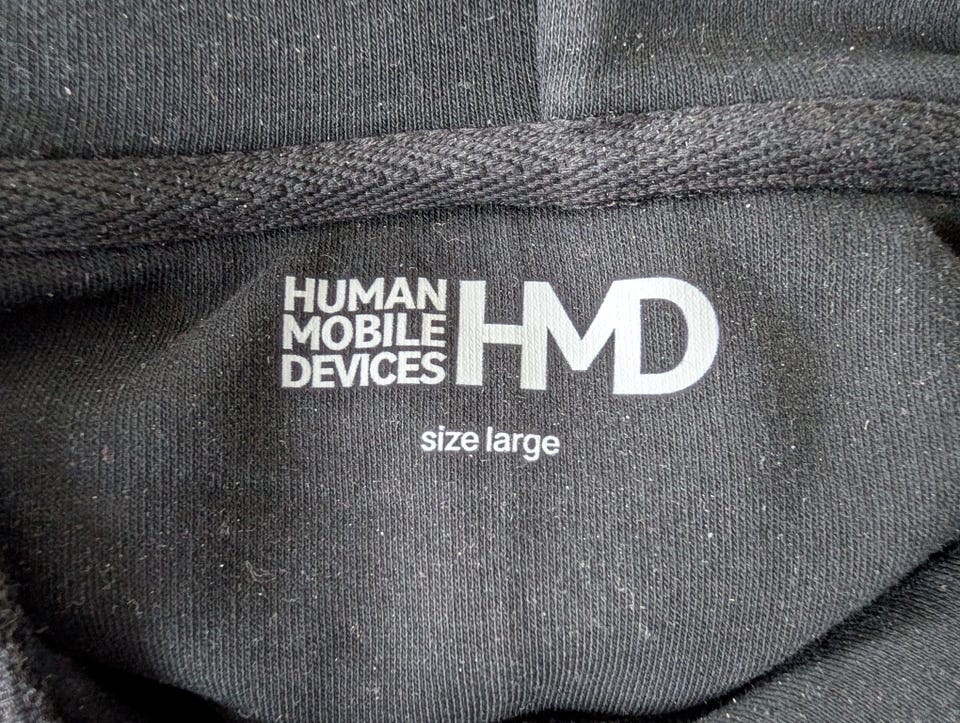 HUMAN
MOBILE
DEVICES
HMD
size large